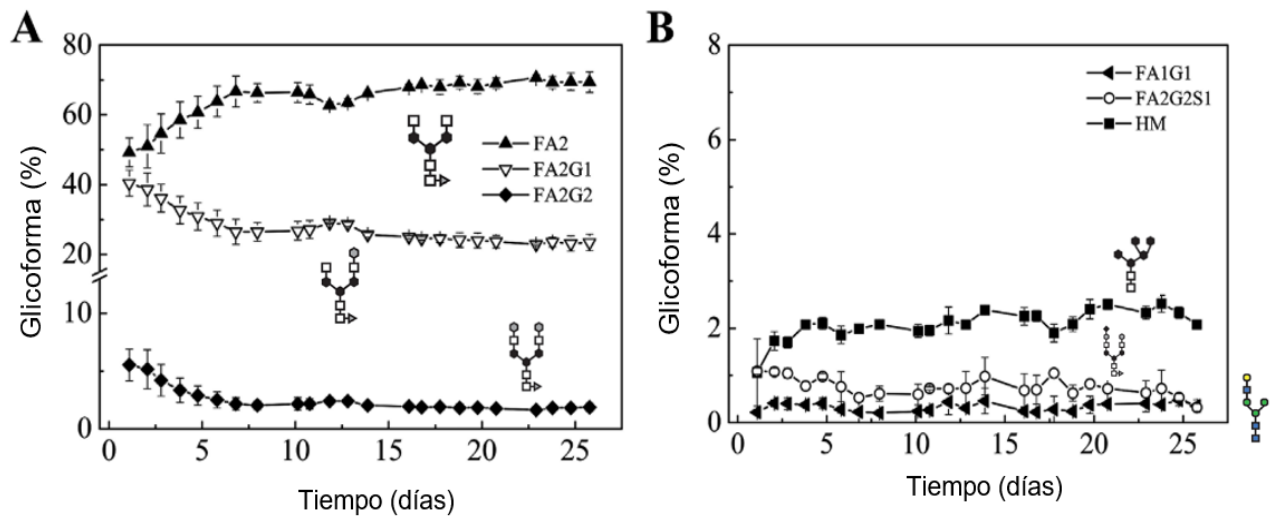 A
80
60
40
20
10
0
Glicoforma (%)
FA2
FA2G1
FA2G2
0 5 10 15 20 25
Tiempo (días)
B
8
6
4
2
0
Glicoforma (%)
FA1G1
FA2G2S1
HM
0 5 10 15 20 25
Tiempo (días)